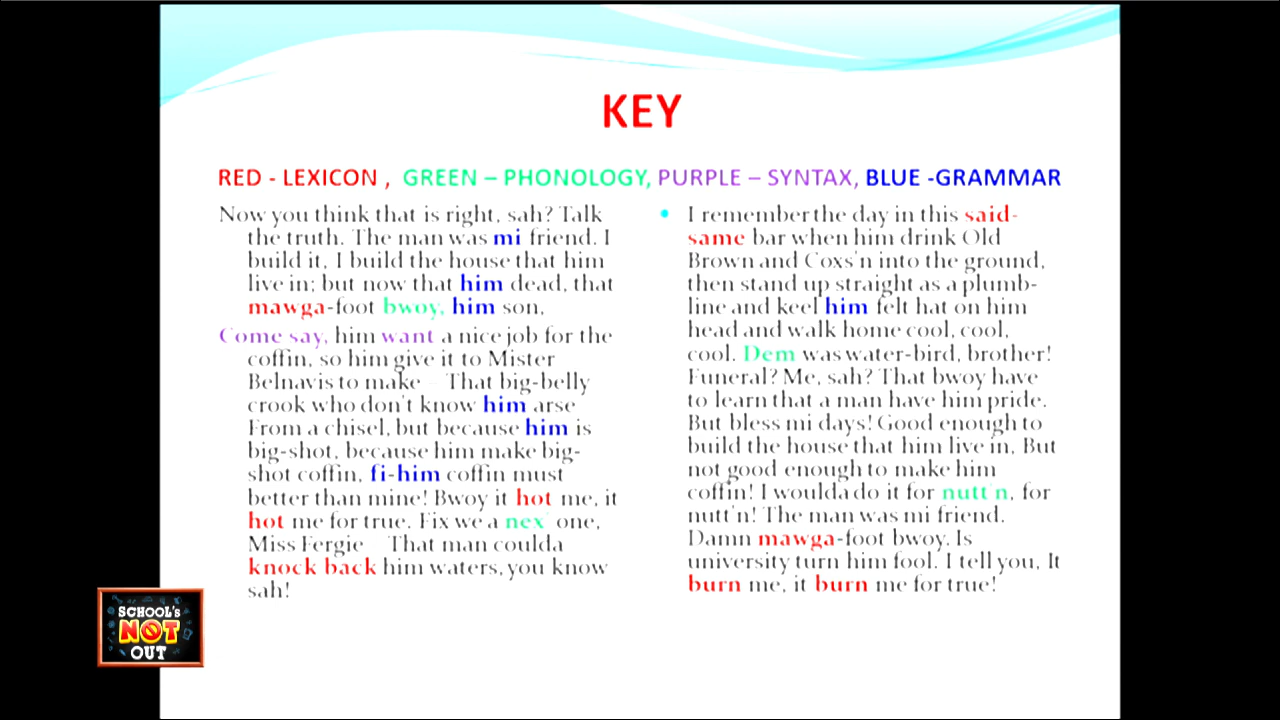 KEY
RED - LEXICON , GREEN – PHONOLOGY, PURPLE – SYNTAX, BLUE -GRAMMAR
Now you think that is right, sah? Talk
the truth. The man was mi friend. I
build it, I build the house that him
live in; but now that him dead, that
mawga-foot bwoy, him son,
Come say, him want a nice job for the
coffin, so him give it to Mister
Belnavis to make – That big-belly
crook who don't know him arse
From a chisel, but because him is
big-shot, because him make big-
shot coffin, fi-him coffin must
better than mine! Bwoy it hot me, it
hot me for true. Fix we a nex' one,
Miss Fergie – That man coulda
knock back him waters, you know
sah!
• I remember the day in this said-
same bar when him drink Old
Brown and Coxs'n into the ground,
then stand up straight as a plumb-
line and keel him felt hat on him
head and walk home cool, cool,
cool. Dem was water-bird, brother!
Funeral? Me, sah? That bwoy have
to learn that a man have him pride.
But bless mi days! Good enough to
build the house that him live in, But
not good enough to make him
coffin! I woulda do it for nutt'n, for
nutt'n! The man was mi friend.
Damn mawga-foot bwoy. Is
university turn him fool. I tell you, It
burn me, it burn me for true!
SCHOOL'S
NOT
OUT